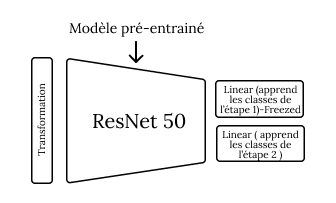 Modèle pré-entrainé
Transformation
ResNet 50
Linear (apprend
les classes de
l'étape 1)-Freezed
Linear ( apprend
les classes de
l'étape 2 )